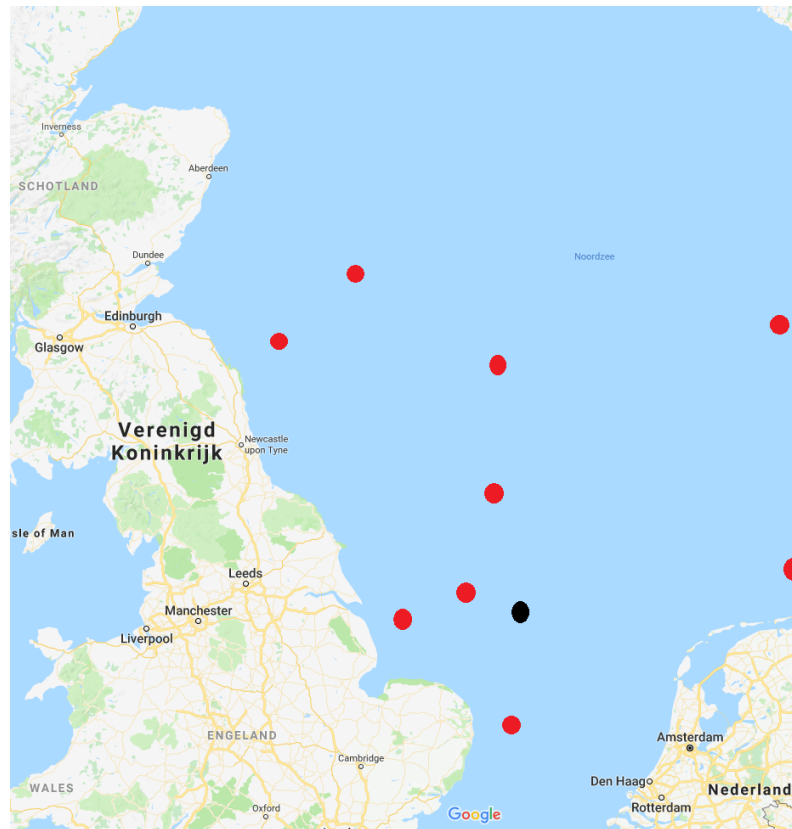 Inverness
Aberdeen
SCHOTLAND
Dundee
Noordzee
Edinburgh
Glasgow
Verenigd
Koninkrijk
Newcastle
upon Tyne
sle of Man
Leeds
Manchester
Liverpool
ENGELAND
Amsterdam
Cambridge
Den Haag
WALES
Nederland
Rotterdam
Oxford
Google